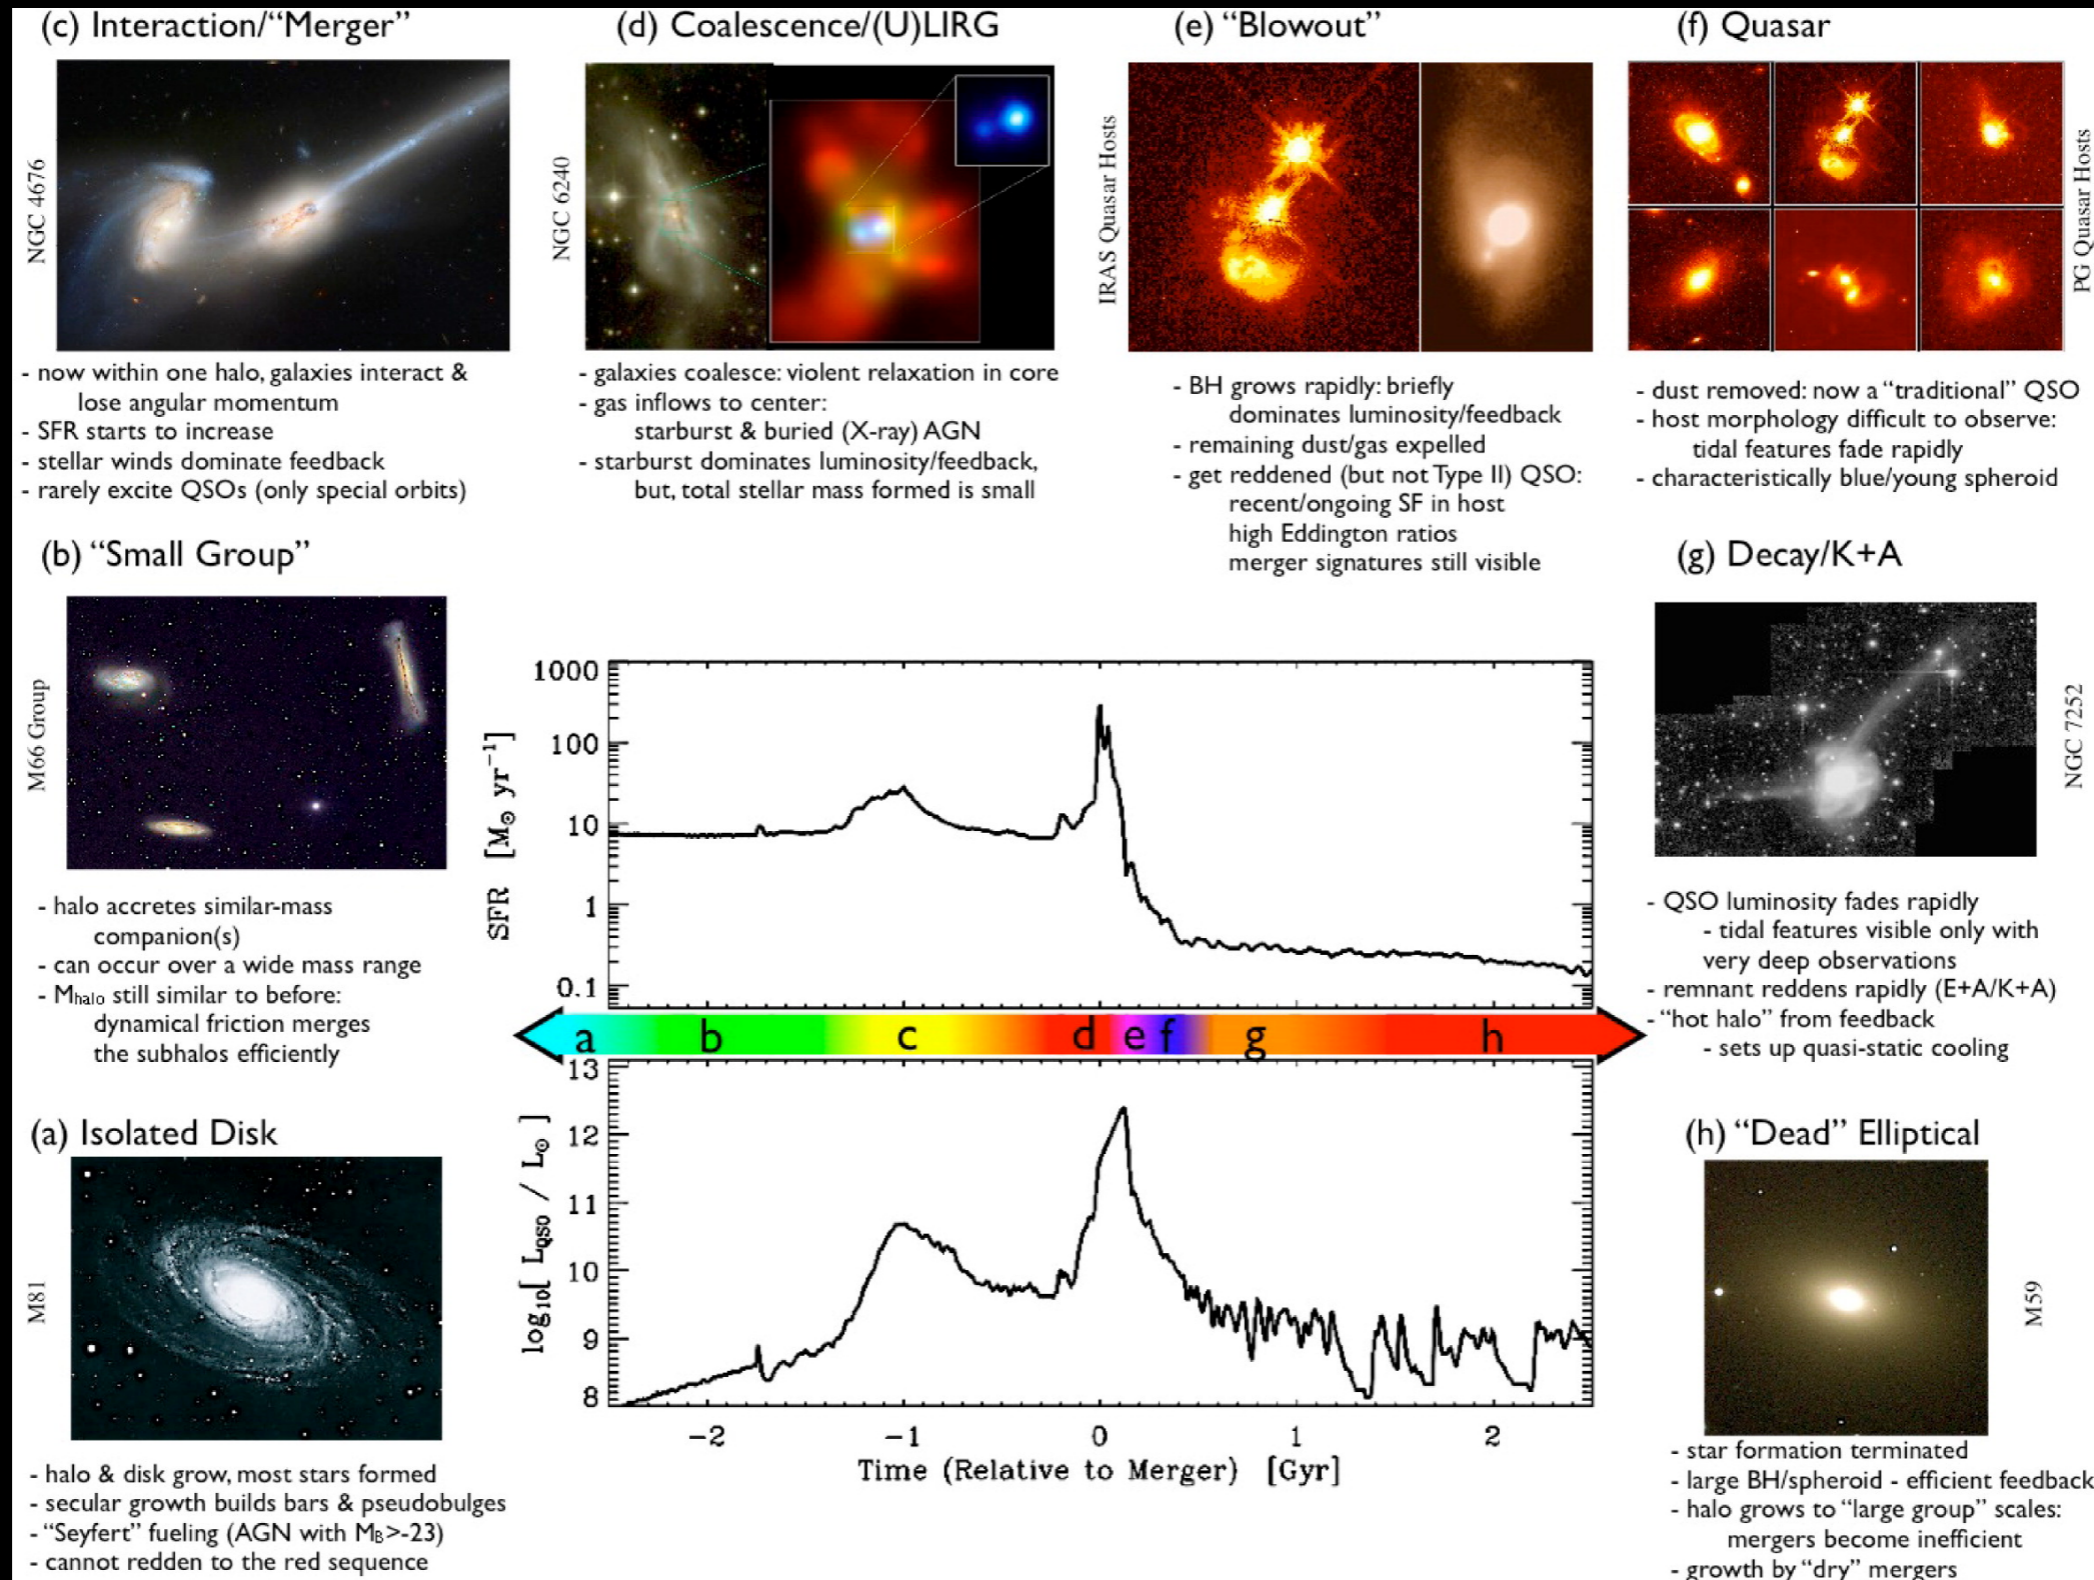 (c) Interaction/“Merger”
NGC 4676
- now within one halo, galaxies interact &
lose angular momentum
- SFR starts to increase
- stellar winds dominate feedback
- rarely excite QSOs (only special orbits)
(d) Coalescence/(U)LIRG
NGC 6240
- galaxies coalesce: violent relaxation in core
- gas inflows to center:
starburst & buried (X-ray) AGN
- starburst dominates luminosity/feedback,
but, total stellar mass formed is small
(e) “Blowout”
IRAS Quasar Hosts
- BH grows rapidly: briefly
dominates luminosity/feedback
- remaining dust/gas expelled
- get reddened (but not Type II) QSO:
recent/ongoing SF in host
high Eddington ratios
merger signatures still visible
(f) Quasar
PG Quasar Hosts
- dust removed: now a “traditional” QSO
- host morphology difficult to observe:
tidal features fade rapidly
- characteristically blue/young spheroid
(b) “Small Group”
M66 Group
- halo accretes similar-mass
companion(s)
- can occur over a wide mass range
- Mhalo still similar to before:
dynamical friction merges
the subhalos efficiently
(a) Isolated Disk
M81
- halo & disk grow, most stars formed
- secular growth builds bars & pseudobulges
- “Seyfert” fueling (AGN with MB>-23)
- cannot redden to the red sequence
SFR [M⊙ yr⁻¹]
1000
100
10
1
0.1
a b c d e f g h
log10[ LQSO / L⊙ ]
13
12
11
10
9
8
-2 -1 0 1 2
Time (Relative to Merger) [Gyr]
(g) Decay/K+A
NGC 7252
- QSO luminosity fades rapidly
- tidal features visible only with
very deep observations
- remnant reddens rapidly (E+A/K+A)
- “hot halo” from feedback
- sets up quasi-static cooling
(h) “Dead” Elliptical
M59
- star formation terminated
- large BH/spheroid - efficient feedback
- halo grows to “large group” scales:
mergers become inefficient
- growth by “dry” mergers